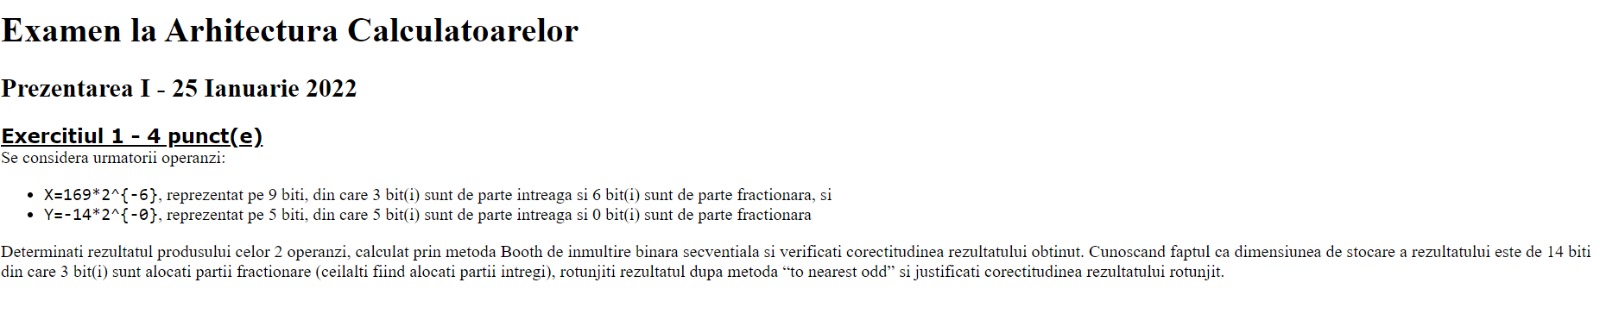 Examen la Arhitectura Calculatoarelor
Prezentarea I - 25 Ianuarie 2022
Exercitiul 1 - 4 punct(e)
Se considera urmatorii operanzi:
• X=169*2^{-6}, reprezentat pe 9 biti, din care 3 bit(i) sunt de parte intreaga si 6 bit(i) sunt de parte fractionara, si
• Y=-14*2^{-0}, reprezentat pe 5 biti, din care 5 bit(i) sunt de parte intreaga si 0 bit(i) sunt de parte fractionara
Determinati rezultatul produsului celor 2 operanzi, calculat prin metoda Booth de inmultire binara secventiala si verificati corectitudinea rezultatului obtinut. Cunoscand faptul ca dimensiunea de stocare a rezultatului este de 14 biti
din care 3 bit(i) sunt alocati partii fractionare (ceilalti fiind alocati partii intregi), rotunjiti rezultatul dupa metoda “to nearest odd” si justificati corectitudinea rezultatului rotunjit.